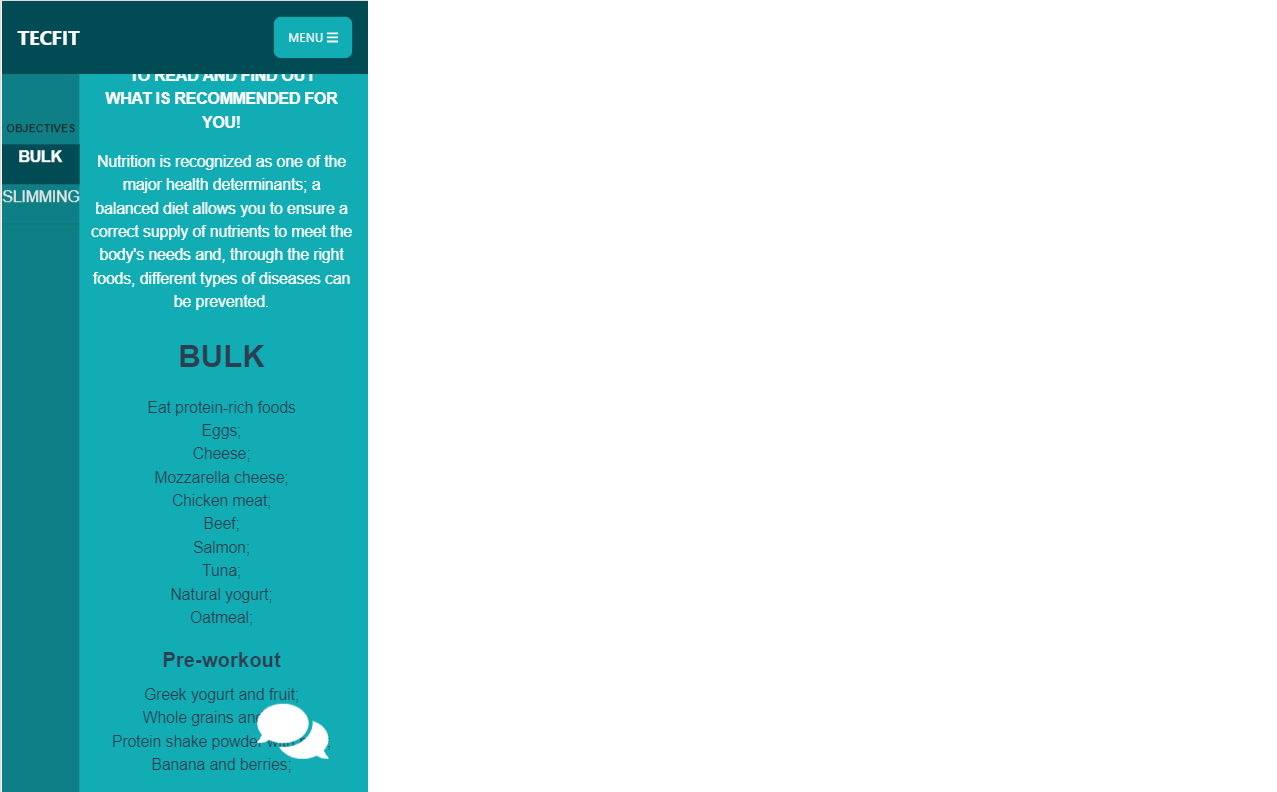 TECFIT
MENU
OBJECTIVES
BULK
SLIMMING
TO READ AND FIND OUT
WHAT IS RECOMMENDED FOR
YOU!
Nutrition is recognized as one of the
major health determinants; a
balanced diet allows you to ensure a
correct supply of nutrients to meet the
body's needs and, through the right
foods, different types of diseases can
be prevented.
BULK
Eat protein-rich foods
Eggs;
Cheese;
Mozzarella cheese;
Chicken meat;
Beef;
Salmon;
Tuna;
Natural yogurt;
Oatmeal;
Pre-workout
Greek yogurt and fruit;
Whole grains and
Protein shake powder with
Banana and berries;